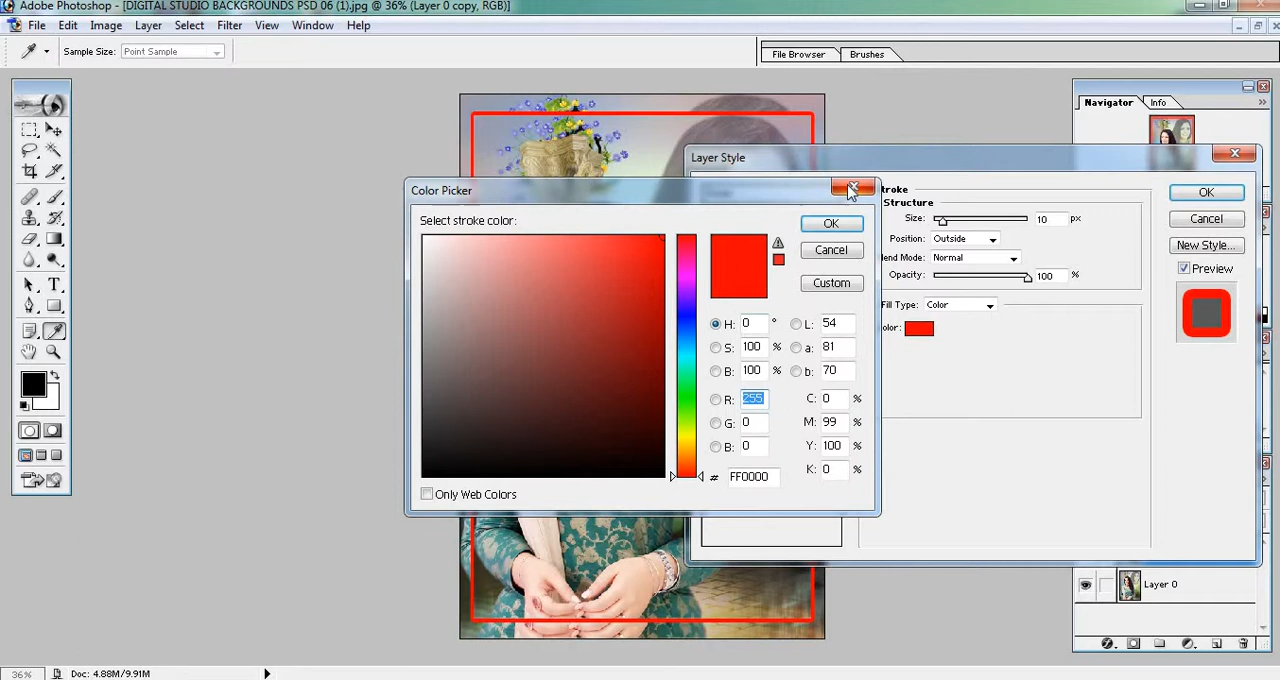 Adobe Photoshop - [DIGITAL STUDIO BACKGROUNDS PSD 06 (1).jpg @ 36% (Layer 0 copy, RGB)]
File Edit Image Layer Select Filter View Window Help
Sample Size: Point Sample
File Browser Brushes
Navigator Info
Layer Style
Color Picker
Select stroke color:
OK
Cancel
Custom
H: 0 ° L: 54
S: 100 % a: 81
B: 100 % b: 70
R: 255 C: 0 %
G: 0 M: 99 %
B: 0 Y: 100 %
K: 0 %
# FF0000
Only Web Colors
Structure
Size: 10 px
Position: Outside
Normal
Opacity: 100 %
Fill Type: Color
OK
Cancel
New Style...
Preview
Layer 0
36% Doc: 4.88M/9.91M